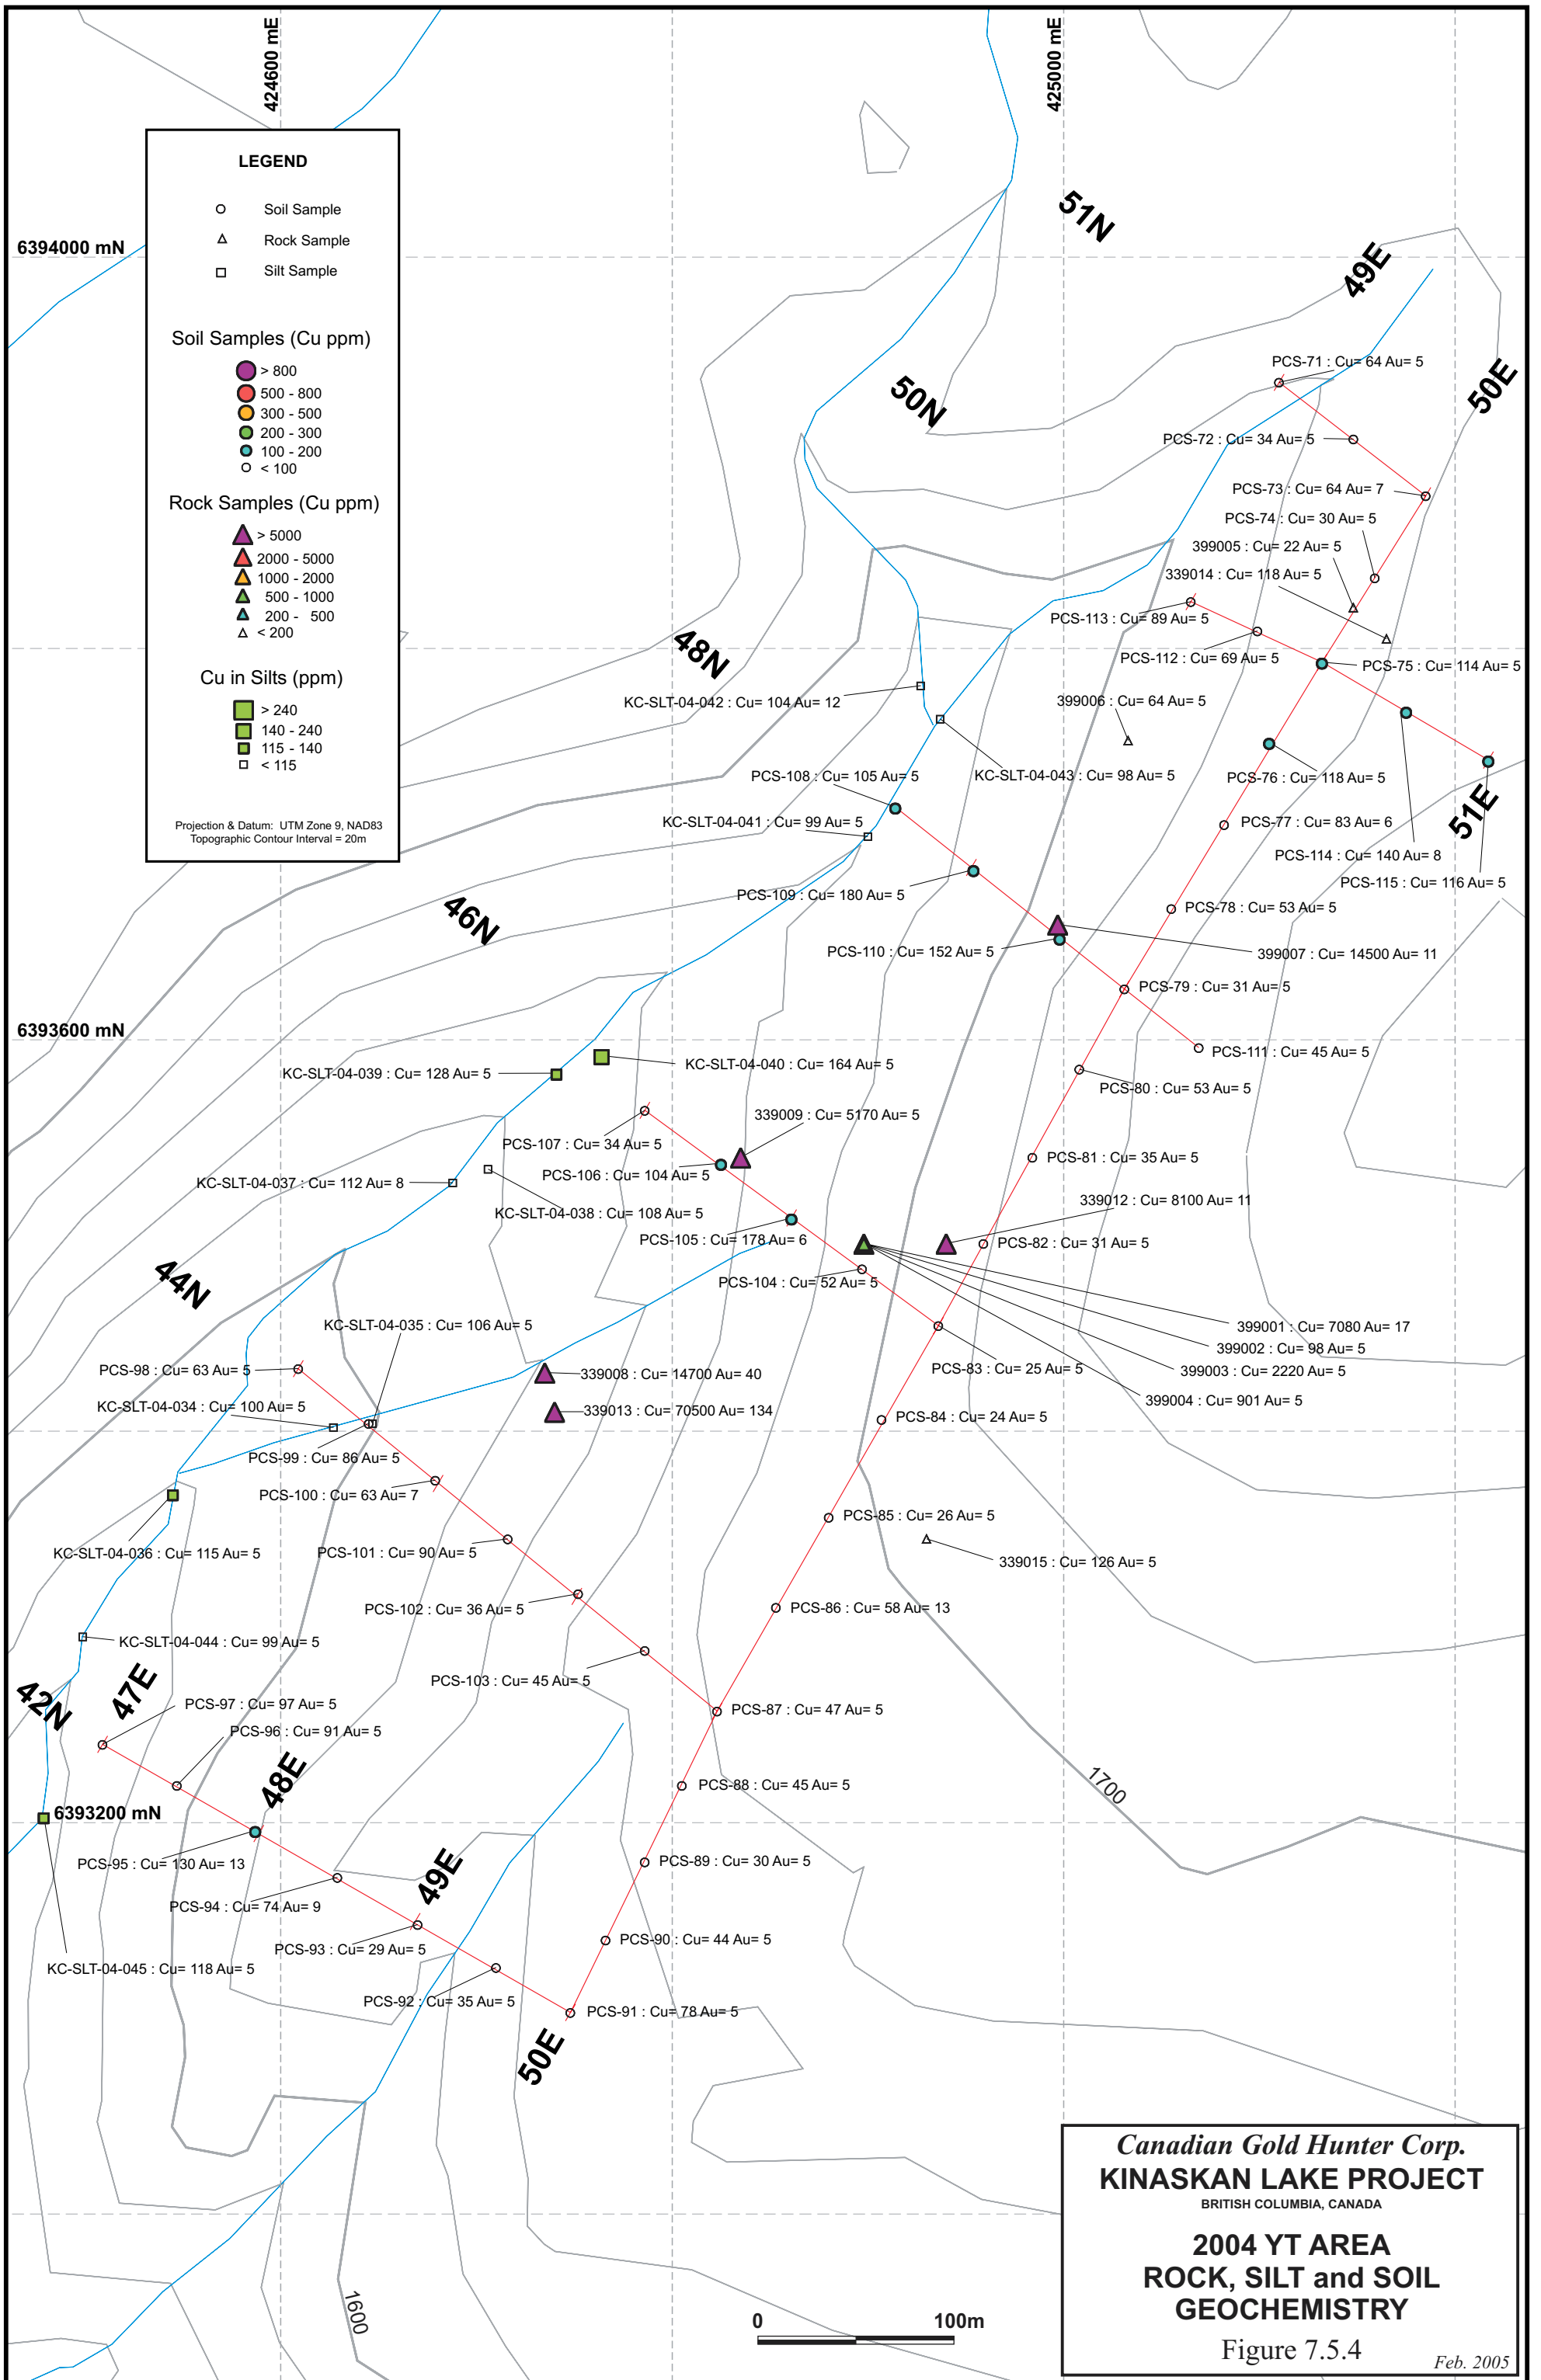 424600 mE
425000 mE
LEGEND
Soil Sample
Rock Sample
Silt Sample
Soil Samples (Cu ppm)
> 800
500 - 800
300 - 500
200 - 300
100 - 200
< 100
Rock Samples (Cu ppm)
> 5000
2000 - 5000
1000 - 2000
500 - 1000
200 - 500
< 200
Cu in Silts (ppm)
> 240
140 - 240
115 - 140
< 115
Projection & Datum: UTM Zone 9, NAD83
Topographic Contour Interval = 20m
6394000 mN
51N
49E
PCS-71 : Cu= 64 Au= 5
50E
50N
PCS-72 : Cu= 34 Au= 5
PCS-73 : Cu= 64 Au= 7
PCS-74 : Cu= 30 Au= 5
399005 : Cu= 22 Au= 5
339014 : Cu= 118 Au= 5
PCS-113 : Cu= 89 Au= 5
48N
PCS-112 : Cu= 69 Au= 5
PCS-75 : Cu= 114 Au= 5
KC-SLT-04-042 : Cu= 104 Au= 12
399006 : Cu= 64 Au= 5
PCS-108 : Cu= 105 Au= 5
KC-SLT-04-043 : Cu= 98 Au= 5
PCS-76 : Cu= 118 Au= 5
51E
KC-SLT-04-041 : Cu= 99 Au= 5
PCS-77 : Cu= 83 Au= 6
PCS-114 : Cu= 140 Au= 8
PCS-115 : Cu= 116 Au= 5
PCS-109 : Cu= 180 Au= 5
PCS-78 : Cu= 53 Au= 5
46N
PCS-110 : Cu= 152 Au= 5
399007 : Cu= 14500 Au= 11
PCS-79 : Cu= 31 Au= 5
6393600 mN
PCS-111 : Cu= 45 Au= 5
KC-SLT-04-040 : Cu= 164 Au= 5
KC-SLT-04-039 : Cu= 128 Au= 5
PCS-80 : Cu= 53 Au= 5
339009 : Cu= 5170 Au= 5
PCS-107 : Cu= 34 Au= 5
PCS-81 : Cu= 35 Au= 5
PCS-106 : Cu= 104 Au= 5
KC-SLT-04-037 : Cu= 112 Au= 8
339012 : Cu= 8100 Au= 11
KC-SLT-04-038 : Cu= 108 Au= 5
PCS-105 : Cu= 178 Au= 6
PCS-82 : Cu= 31 Au= 5
44N
PCS-104 : Cu= 52 Au= 5
KC-SLT-04-035 : Cu= 106 Au= 5
399001 : Cu= 7080 Au= 17
399002 : Cu= 98 Au= 5
PCS-98 : Cu= 63 Au= 5
PCS-83 : Cu= 25 Au= 5
399003 : Cu= 2220 Au= 5
339008 : Cu= 14700 Au= 40
399004 : Cu= 901 Au= 5
KC-SLT-04-034 : Cu= 100 Au= 5
339013 : Cu= 70500 Au= 134
PCS-84 : Cu= 24 Au= 5
PCS-99 : Cu= 86 Au= 5
PCS-100 : Cu= 63 Au= 7
PCS-85 : Cu= 26 Au= 5
KC-SLT-04-036 : Cu= 115 Au= 5
PCS-101 : Cu= 90 Au= 5
339015 : Cu= 126 Au= 5
PCS-102 : Cu= 36 Au= 5
PCS-86 : Cu= 58 Au= 13
KC-SLT-04-044 : Cu= 99 Au= 5
PCS-103 : Cu= 45 Au= 5
42N
47E
PCS-97 : Cu= 97 Au= 5
PCS-87 : Cu= 47 Au= 5
PCS-96 : Cu= 91 Au= 5
48E
PCS-88 : Cu= 45 Au= 5
1700
6393200 mN
PCS-95 : Cu= 130 Au= 13
PCS-89 : Cu= 30 Au= 5
49E
PCS-94 : Cu= 74 Au= 9
PCS-90 : Cu= 44 Au= 5
PCS-93 : Cu= 29 Au= 5
KC-SLT-04-045 : Cu= 118 Au= 5
PCS-92 : Cu= 35 Au= 5
PCS-91 : Cu= 78 Au= 5
50E
1600
0 100m
Canadian Gold Hunter Corp.
KINASKAN LAKE PROJECT
BRITISH COLUMBIA, CANADA
2004 YT AREA
ROCK, SILT and SOIL
GEOCHEMISTRY
Figure 7.5.4
Feb. 2005